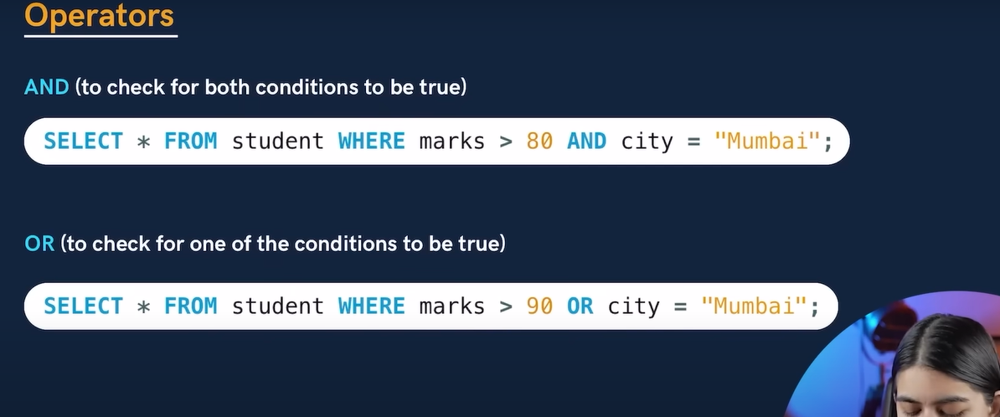 Operators
AND (to check for both conditions to be true)
SELECT * FROM student WHERE marks > 80 AND city = "Mumbai";
OR (to check for one of the conditions to be true)
SELECT * FROM student WHERE marks > 90 OR city = "Mumbai";